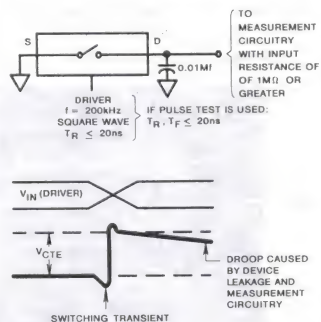 S
D
0.01Mf
TO
MEASUREMENT
CIRCUITRY
WITH INPUT
RESISTANCE OF
OF 1MΩ OR
GREATER
DRIVER
f = 200kHz
SQUARE WAVE
TR ≤ 20ns
IF PULSE TEST IS USED:
TR, TF ≤ 20ns
VIN (DRIVER)
VCTE
DROOP CAUSED
BY DEVICE
LEAKAGE AND
MEASUREMENT
CIRCUITRY
SWITCHING TRANSIENT